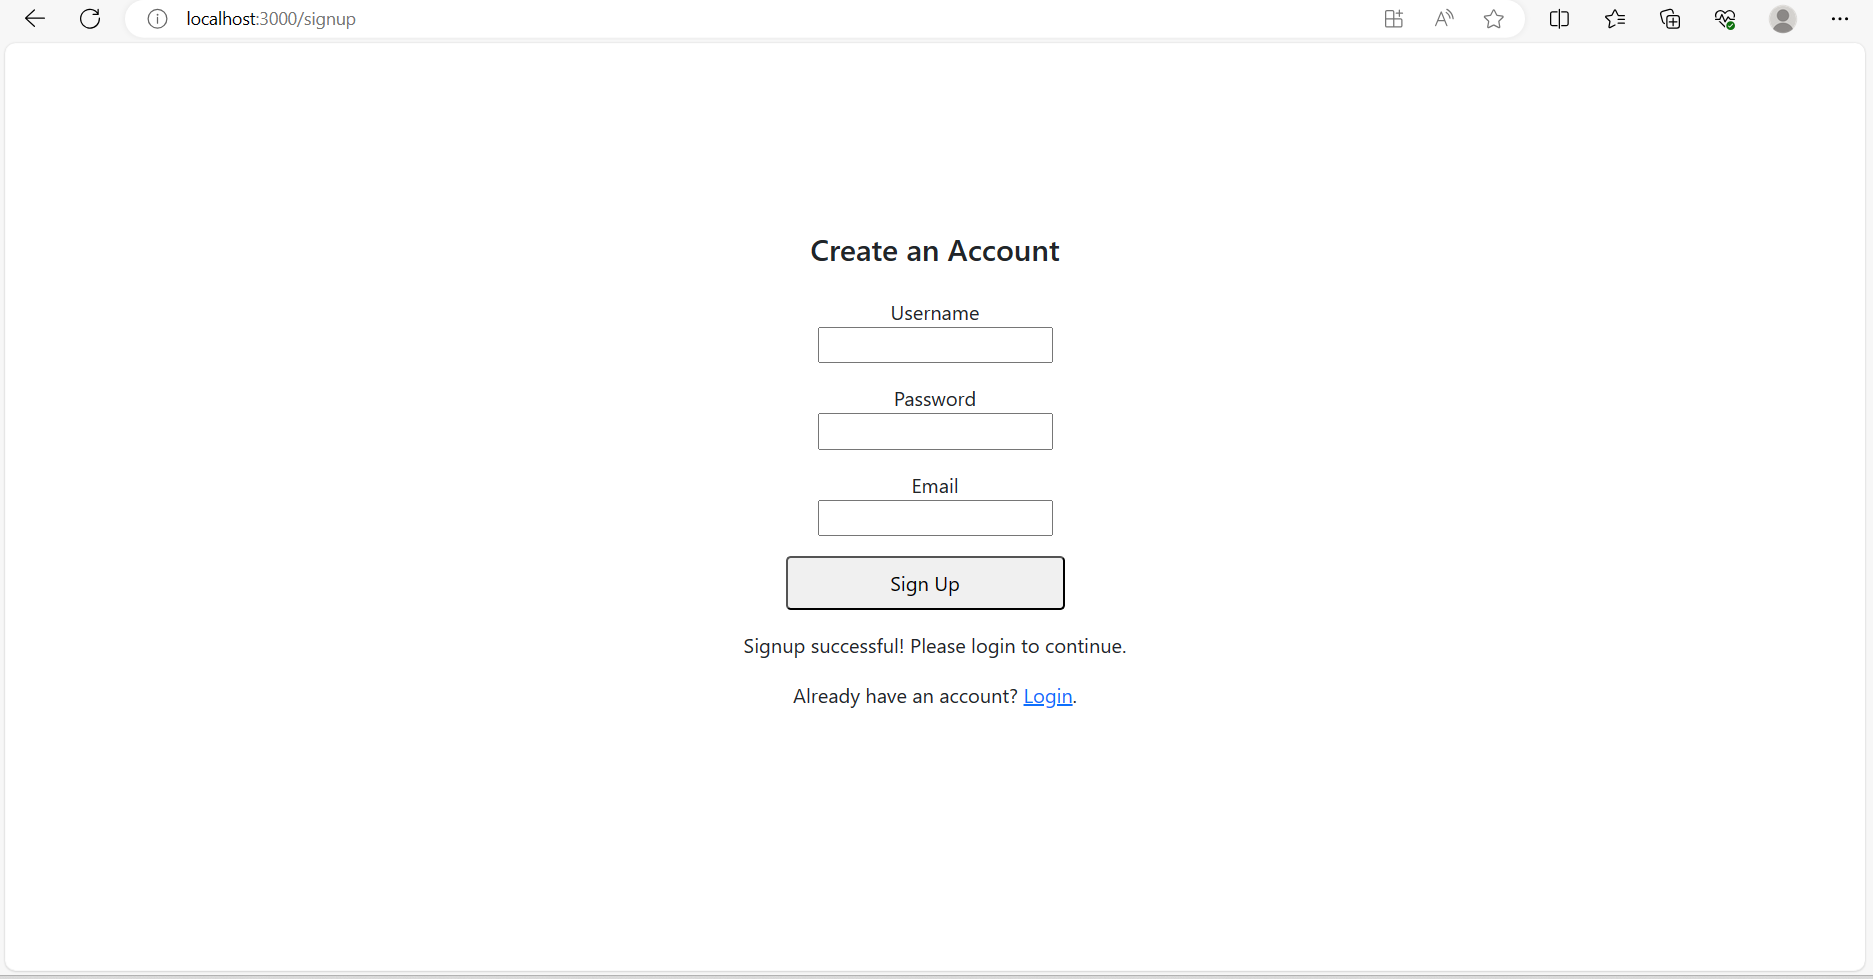 localhost:3000/signup
Create an Account
Username
Password
Email
Sign Up
Signup successful! Please login to continue.
Already have an account? Login.